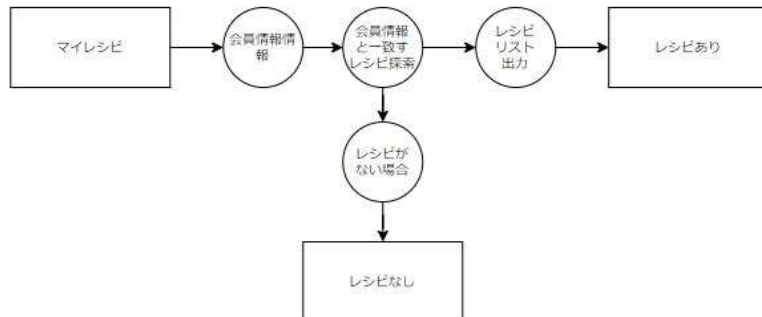 マイレシピ
会員情報情
報
会員情報
と一致す
レシピ探索
レシピ
リスト
出力
レシピあり
レシピが
ない場合
レシピなし